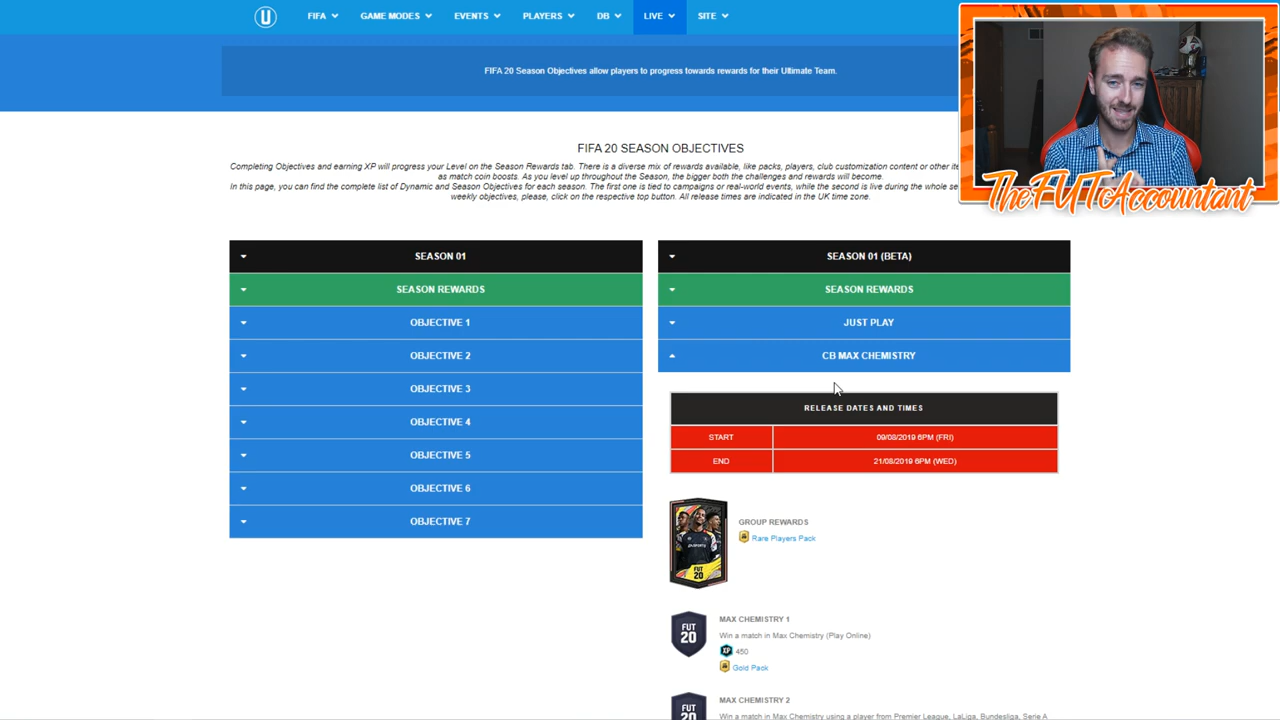 U
FIFA
GAME MODES
EVENTS
PLAYERS
DB
LIVE
SITE
FIFA 20 Season Objectives allow players to progress towards rewards for their Ultimate Team.
TheFUTAccountant
FIFA 20 SEASON OBJECTIVES
Completing Objectives and earning XP will progress your Level on the Season Rewards tab. There is a diverse mix of rewards available, like packs, players, club customization content or other ite
as match coin boosts. As you level up throughout the Season, the bigger both the challenges and rewards will become.
In this page, you can find the complete list of Dynamic and Season Objectives for each season. The first one is tied to campaigns or real-world events, while the second is live during the whole se
weekly objectives, please, click on the respective top button. All release times are indicated in the UK time zone.
SEASON 01
SEASON REWARDS
OBJECTIVE 1
OBJECTIVE 2
OBJECTIVE 3
OBJECTIVE 4
OBJECTIVE 5
OBJECTIVE 6
OBJECTIVE 7
SEASON 01 (BETA)
SEASON REWARDS
JUST PLAY
CB MAX CHEMISTRY
RELEASE DATES AND TIMES
START 09/08/2019 6PM (FRI)
END 21/08/2019 6PM (WED)
FUT
20
GROUP REWARDS
Rare Players Pack
FUT
20
MAX CHEMISTRY 1
Win a match in Max Chemistry (Play Online)
XP 450
Gold Pack
FUT
20
MAX CHEMISTRY 2
Win a match in Max Chemistry using a player from Premier League, LaLiga, Bundesliga, Serie A